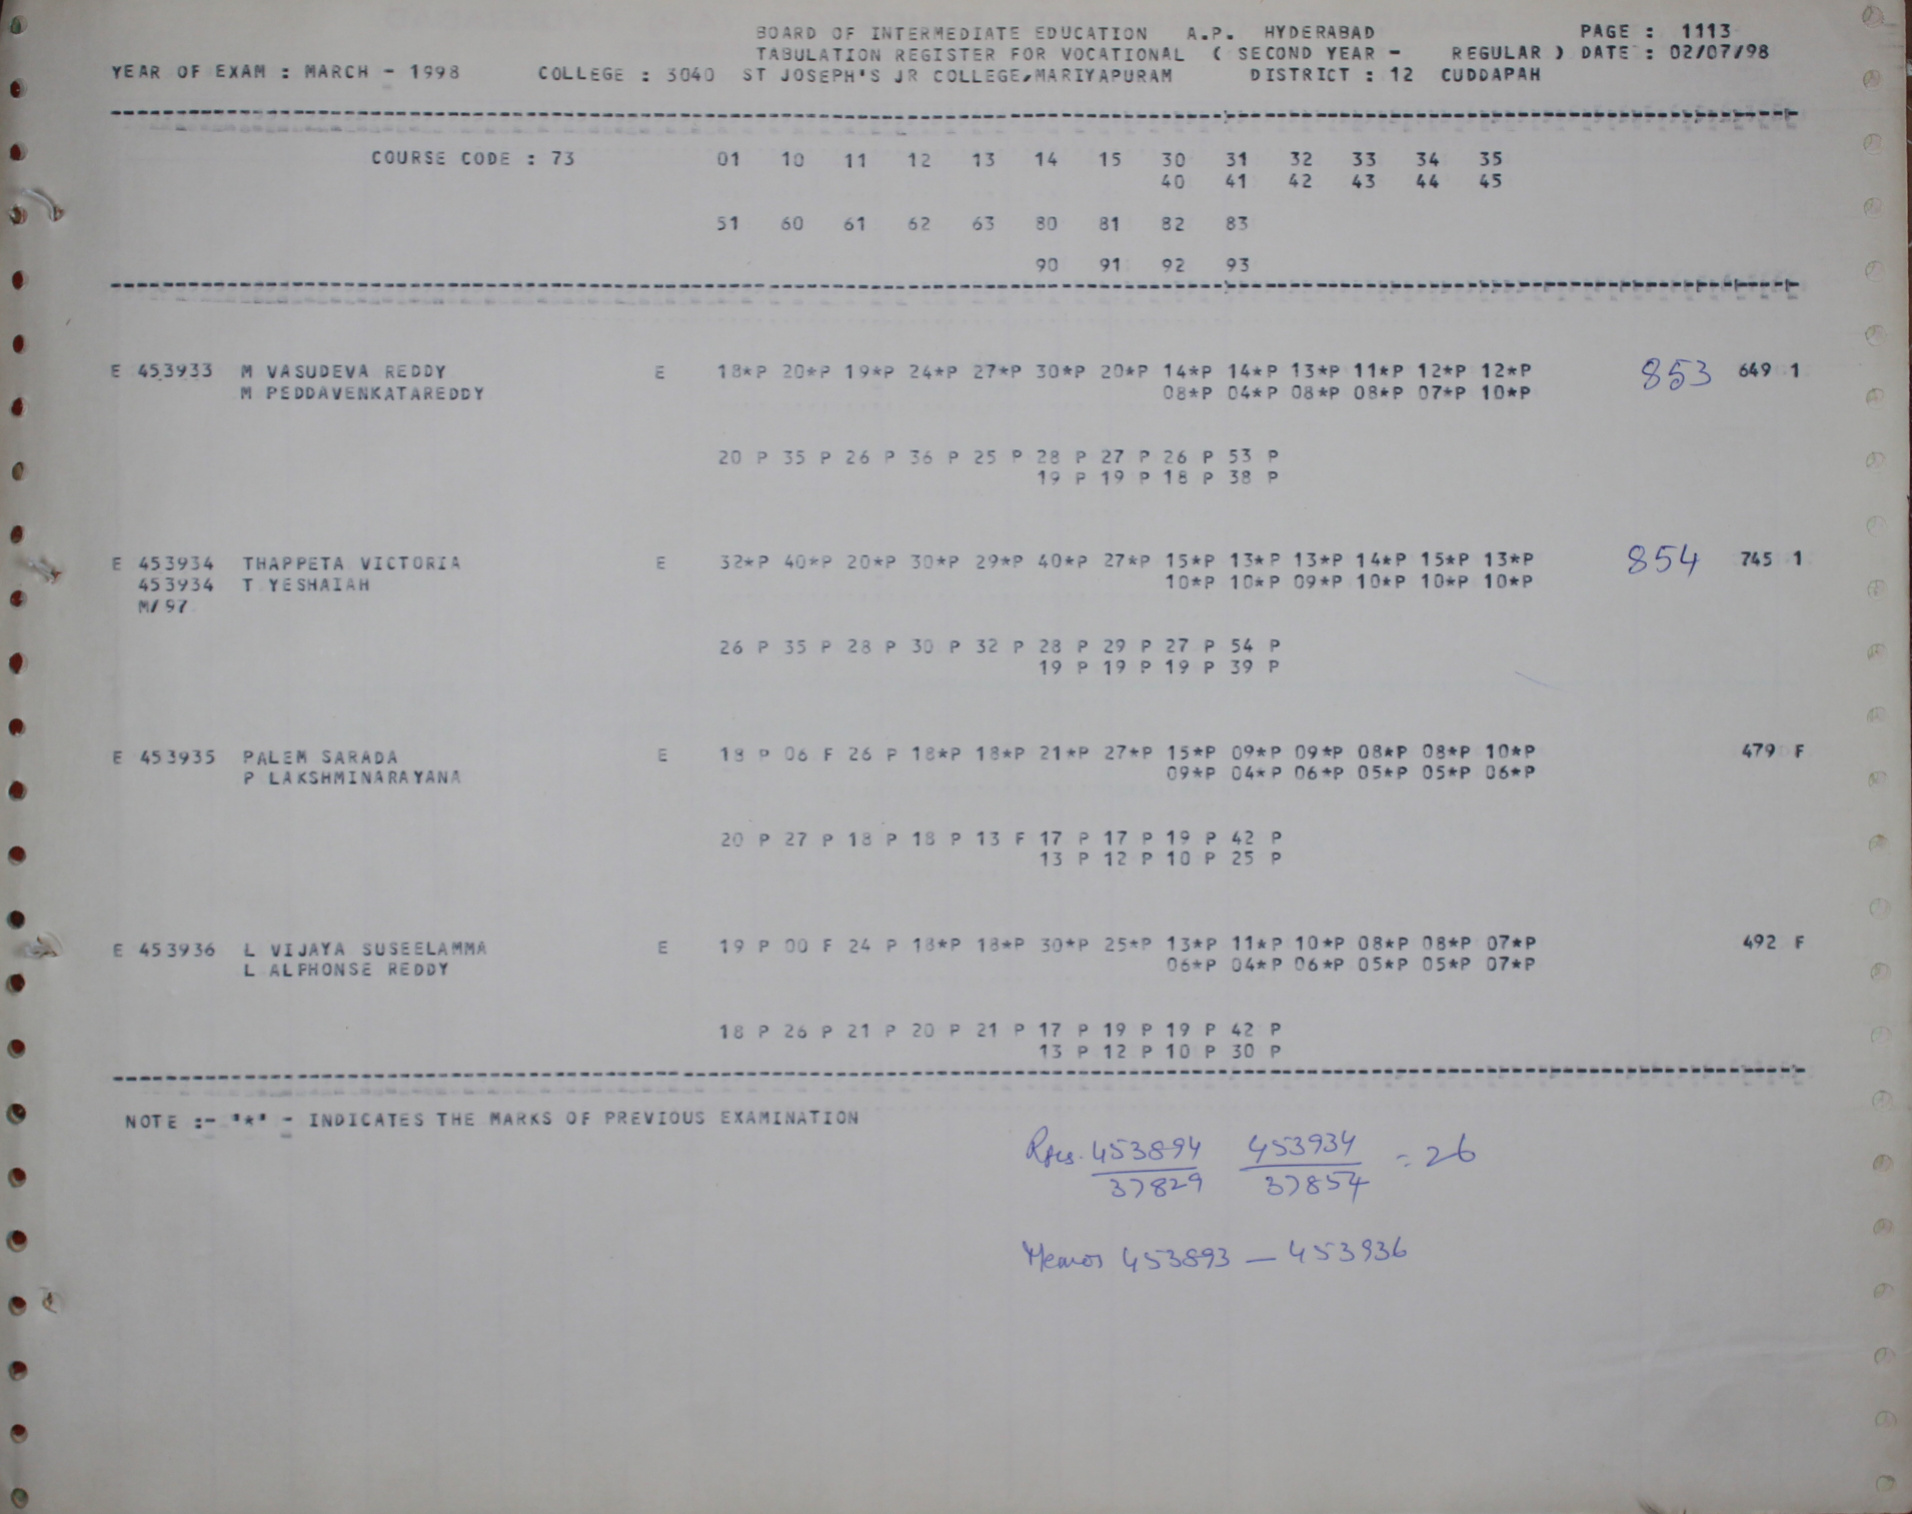 BOARD OF INTERMEDIATE EDUCATION A.P. HYDERABAD PAGE : 1113
TABULATION REGISTER FOR VOCATIONAL ( SECOND YEAR - REGULAR ) DATE : 02/07/98
YEAR OF EXAM : MARCH - 1998 COLLEGE : 3040 ST JOSEPH'S JR COLLEGE,MARIYAPURAM DISTRICT : 12 CUDDAPAH
COURSE CODE : 73 01 10 11 12 13 14 15 30 31 32 33 34 35
40 41 42 43 44 45
51 60 61 62 63 80 81 82 83
90 91 92 93
E 453933 M VASUDEVA REDDY E 18*P 20*P 19*P 24*P 27*P 30*P 20*P 14*P 14*P 13*P 11*P 12*P 12*P 853 649 1
M PEDDAVENKATAREDDY 08*P 04*P 08*P 08*P 07*P 10*P
20 P 35 P 26 P 36 P 25 P 28 P 27 P 26 P 53 P
19 P 19 P 18 P 38 P
E 453934 THAPPETA VICTORIA E 32*P 40*P 20*P 30*P 29*P 40*P 27*P 15*P 13*P 13*P 14*P 15*P 13*P 854 745 1
453934 T YESHAIAH 10*P 10*P 09*P 10*P 10*P 10*P
M/97
26 P 35 P 28 P 30 P 32 P 28 P 29 P 27 P 54 P
19 P 19 P 19 P 39 P
E 453935 PALEM SARADA E 18 P 06 F 26 P 18*P 18*P 21*P 27*P 15*P 09*P 09*P 08*P 08*P 10*P 479 F
P LAKSHMINARAYANA 09*P 04*P 06*P 05*P 05*P 06*P
20 P 27 P 18 P 18 P 13 F 17 P 17 P 19 P 42 P
13 P 12 P 10 P 25 P
E 453936 L VIJAYA SUSEELAMMA E 19 P 00 F 24 P 18*P 18*P 30*P 25*P 13*P 11*P 10*P 08*P 08*P 07*P 492 F
L ALPHONSE REDDY 06*P 04*P 06*P 05*P 05*P 07*P
18 P 26 P 21 P 20 P 21 P 17 P 19 P 19 P 42 P
13 P 12 P 10 P 30 P
NOTE :- "*" - INDICATES THE MARKS OF PREVIOUS EXAMINATION
453894 453934 = 26
37829 37854
Memos 453893 — 453936